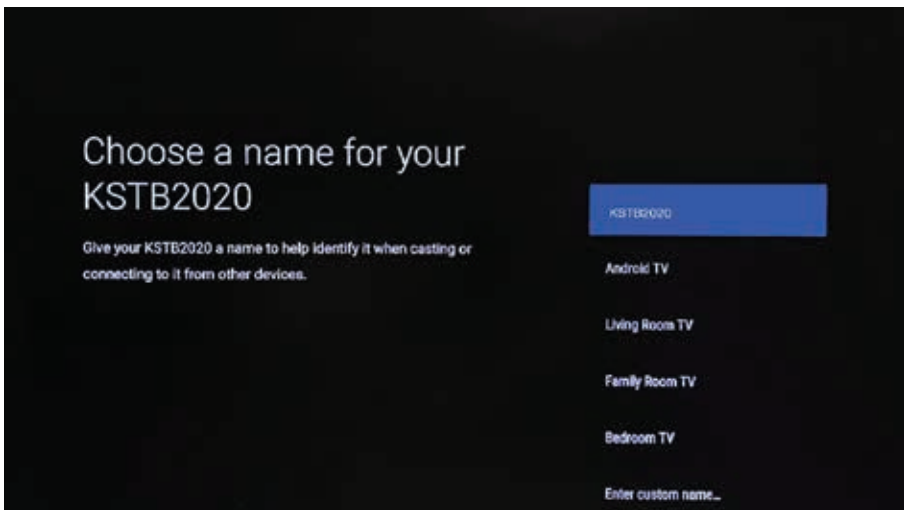 Choose a name for your
KSTB2020
Give your KSTB2020 a name to help identify it when casting or
connecting to it from other devices.
KSTB2020
Android TV
Living Room TV
Family Room TV
Bedroom TV
Enter custom name...